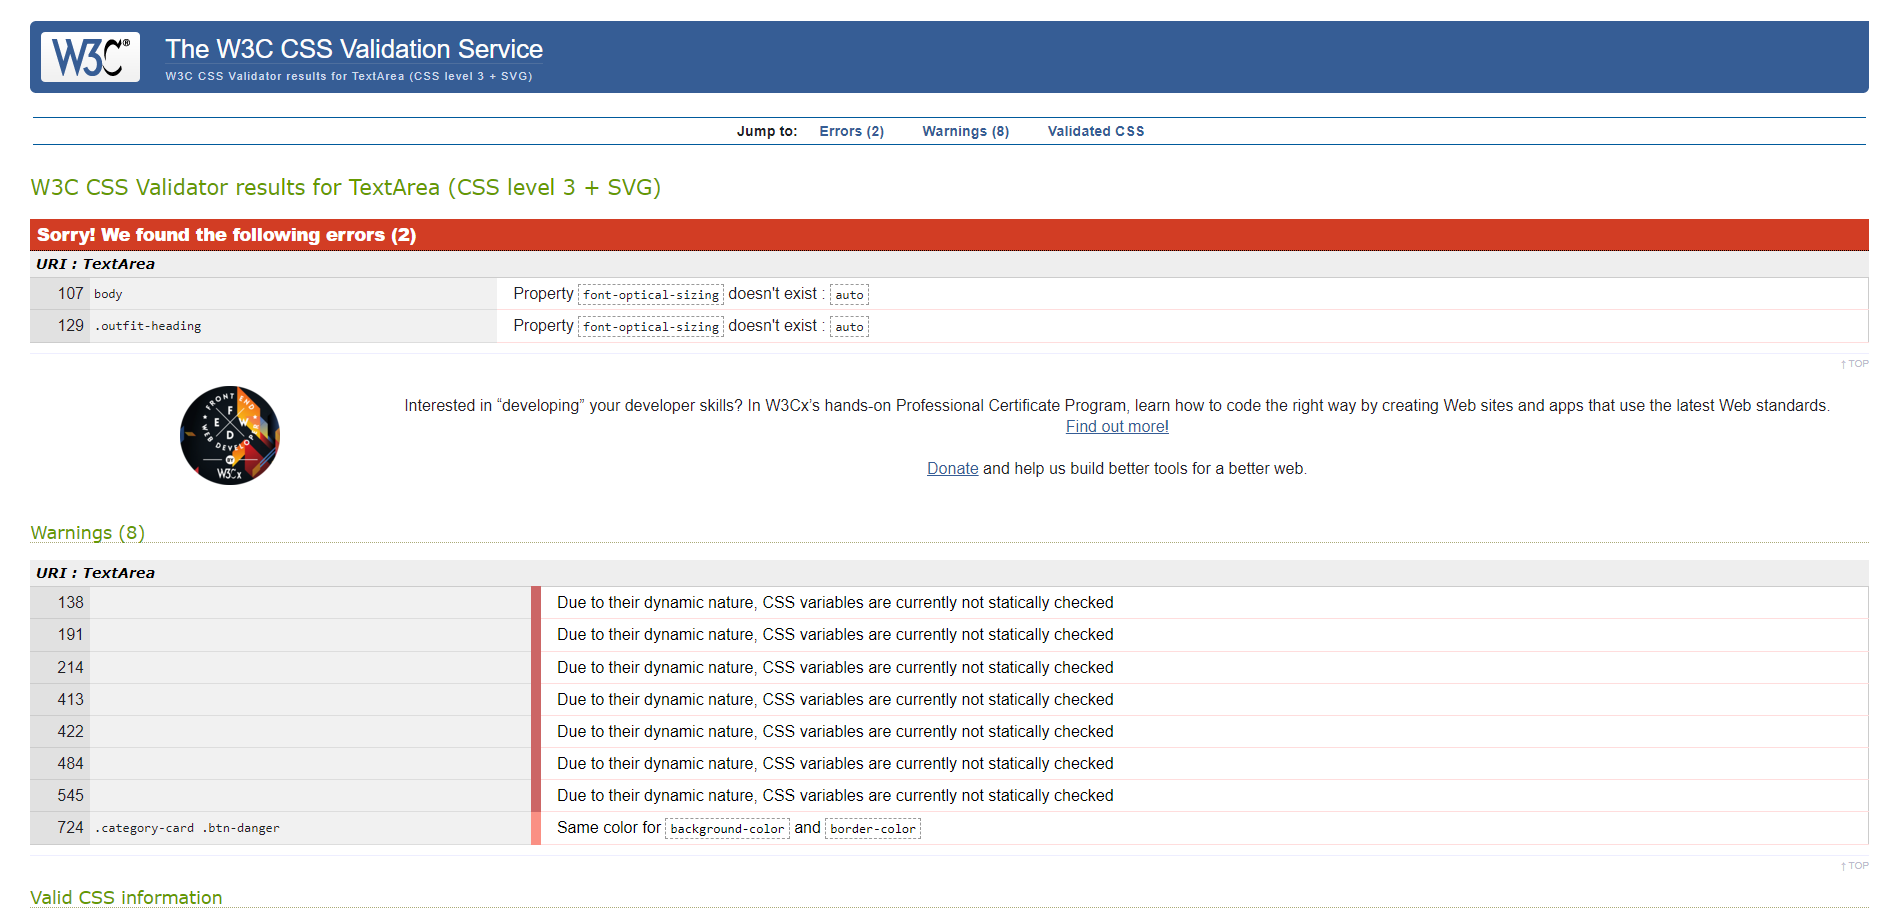 W3C®
The W3C CSS Validation Service
W3C CSS Validator results for TextArea (CSS level 3 + SVG)
Jump to: Errors (2) Warnings (8) Validated CSS
W3C CSS Validator results for TextArea (CSS level 3 + SVG)
Sorry! We found the following errors (2)
URI : TextArea
107 body Property font-optical-sizing doesn't exist : auto
129 .outfit-heading Property font-optical-sizing doesn't exist : auto
↑ TOP
FRONT END
F E W D
WEB DEVELOPER
BY
W3Cx
Interested in “developing” your developer skills? In W3Cx’s hands-on Professional Certificate Program, learn how to code the right way by creating Web sites and apps that use the latest Web standards.
Find out more!
Donate and help us build better tools for a better web.
Warnings (8)
URI : TextArea
138 Due to their dynamic nature, CSS variables are currently not statically checked
191 Due to their dynamic nature, CSS variables are currently not statically checked
214 Due to their dynamic nature, CSS variables are currently not statically checked
413 Due to their dynamic nature, CSS variables are currently not statically checked
422 Due to their dynamic nature, CSS variables are currently not statically checked
484 Due to their dynamic nature, CSS variables are currently not statically checked
545 Due to their dynamic nature, CSS variables are currently not statically checked
724 .category-card .btn-danger Same color for background-color and border-color
↑ TOP
Valid CSS information